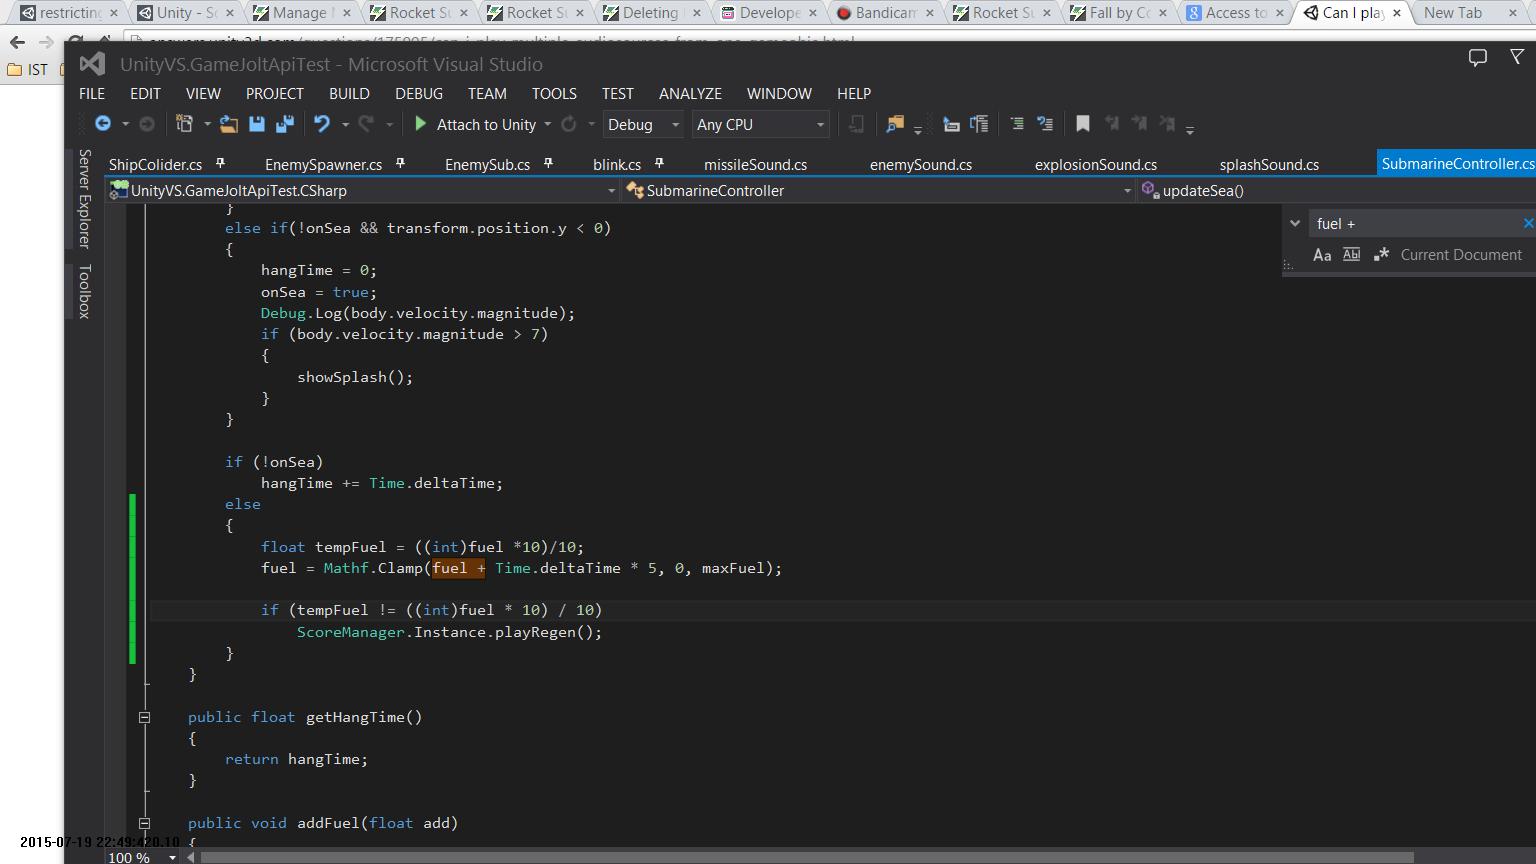 restricting
Unity - Sc
Manage
Rocket Su
Rocket Su
Deleting
Develope
Bandicam
Rocket Su
Fall by Co
Access to
Can I play
New Tab
IST
UnityVS.GameJoltApiTest - Microsoft Visual Studio
FILE EDIT VIEW PROJECT BUILD DEBUG TEAM TOOLS TEST ANALYZE WINDOW HELP
Attach to Unity Debug Any CPU
Server Explorer
Toolbox
ShipColider.cs EnemySpawner.cs EnemySub.cs blink.cs missileSound.cs enemySound.cs explosionSound.cs splashSound.cs SubmarineController.cs
UnityVS.GameJoltApiTest.CSharp SubmarineController updateSea()
fuel +
Aa Abl .* Current Document
}
else if(!onSea && transform.position.y < 0)
{
hangTime = 0;
onSea = true;
Debug.Log(body.velocity.magnitude);
if (body.velocity.magnitude > 7)
{
showSplash();
}
}
if (!onSea)
hangTime += Time.deltaTime;
else
{
float tempFuel = ((int)fuel *10)/10;
fuel = Mathf.Clamp(fuel + Time.deltaTime * 5, 0, maxFuel);
if (tempFuel != ((int)fuel * 10) / 10)
ScoreManager.Instance.playRegen();
}
}
public float getHangTime()
{
return hangTime;
}
public void addFuel(float add)
{
100 %